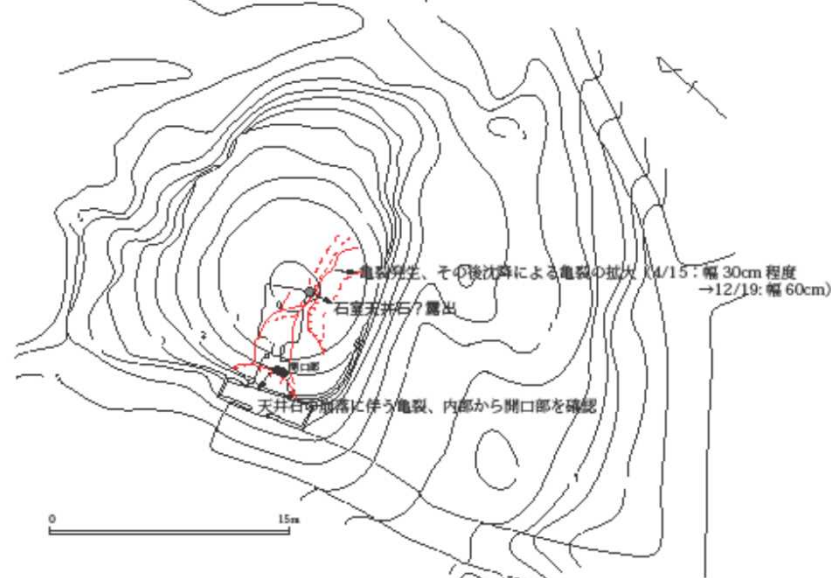 亀裂発生、その後沈降による亀裂の拡大（4/15：幅 30cm 程度
→12/19: 幅 60cm）
石室天井石？露出
開口部
天井石の崩落に伴う亀裂、内部から開口部を確認
0 15m